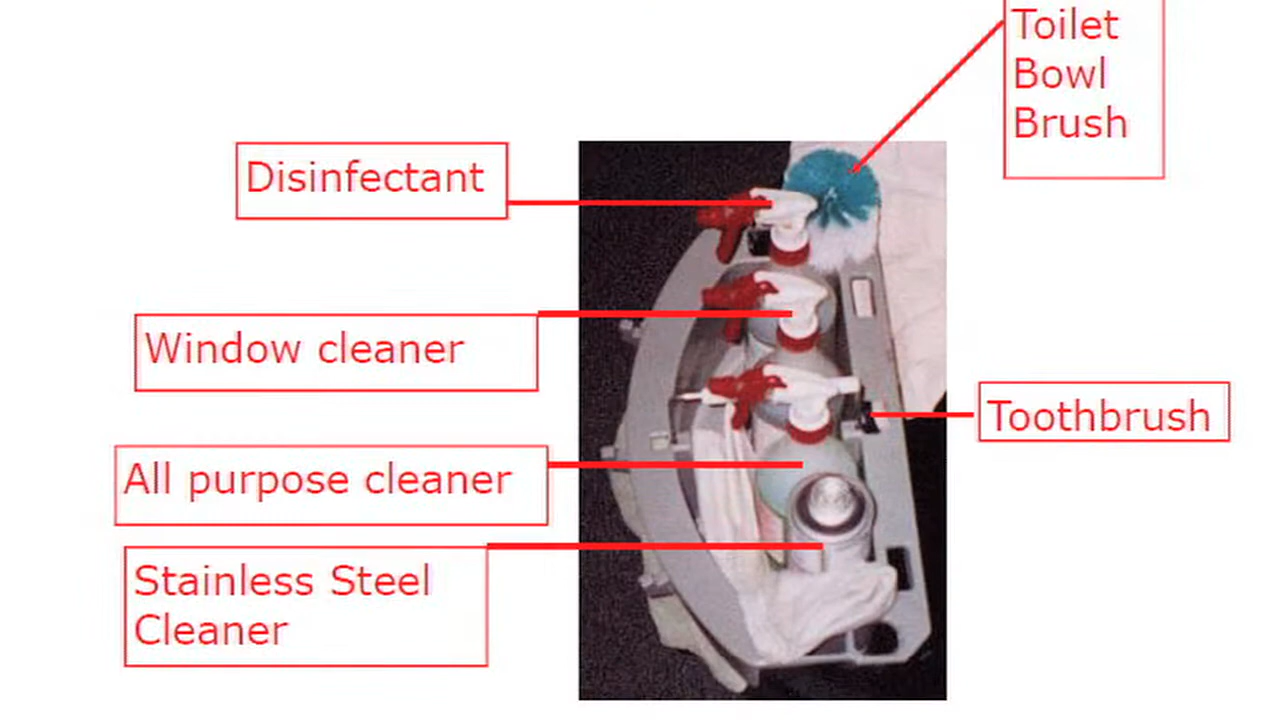 Toilet
Bowl
Brush
Disinfectant
Window cleaner
Toothbrush
All purpose cleaner
Stainless Steel
Cleaner